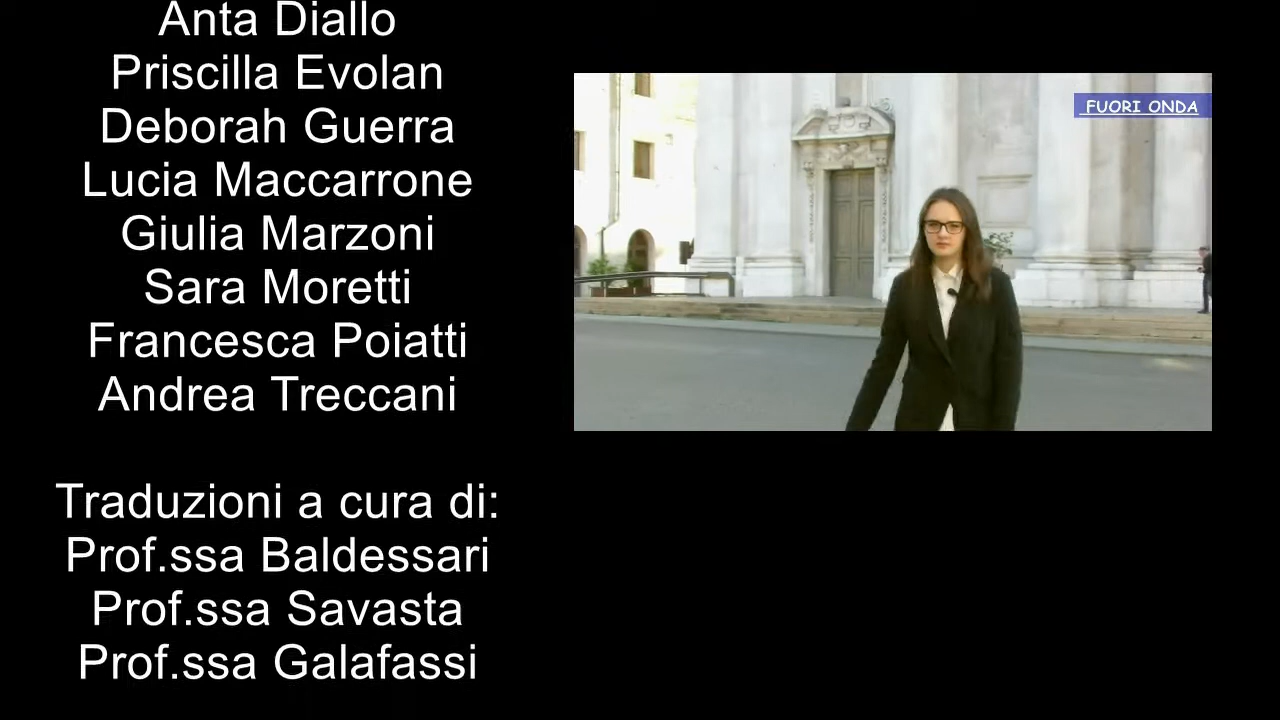 Anta Diallo
Priscilla Evolan
Deborah Guerra
Lucia Maccarrone
Giulia Marzoni
Sara Moretti
Francesca Poiatti
Andrea Treccani
Traduzioni a cura di:
Prof.ssa Baldessari
Prof.ssa Savasta
Prof.ssa Galafassi
FUORI ONDA